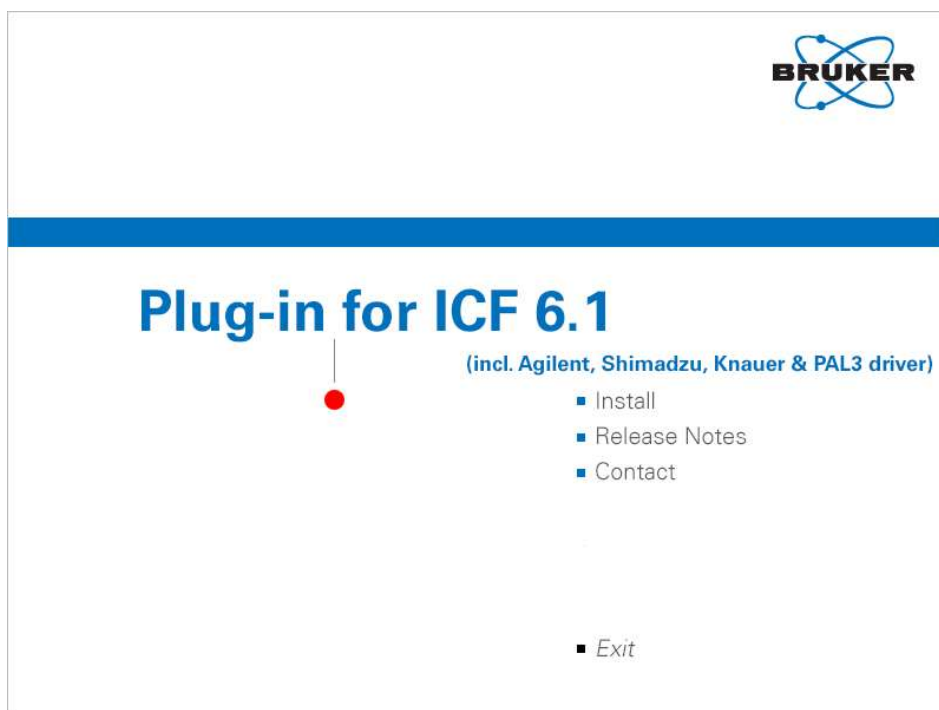 BRUKER
Plug-in for ICF 6.1
(incl. Agilent, Shimadzu, Knauer & PAL3 driver)
Install
Release Notes
Contact
Exit